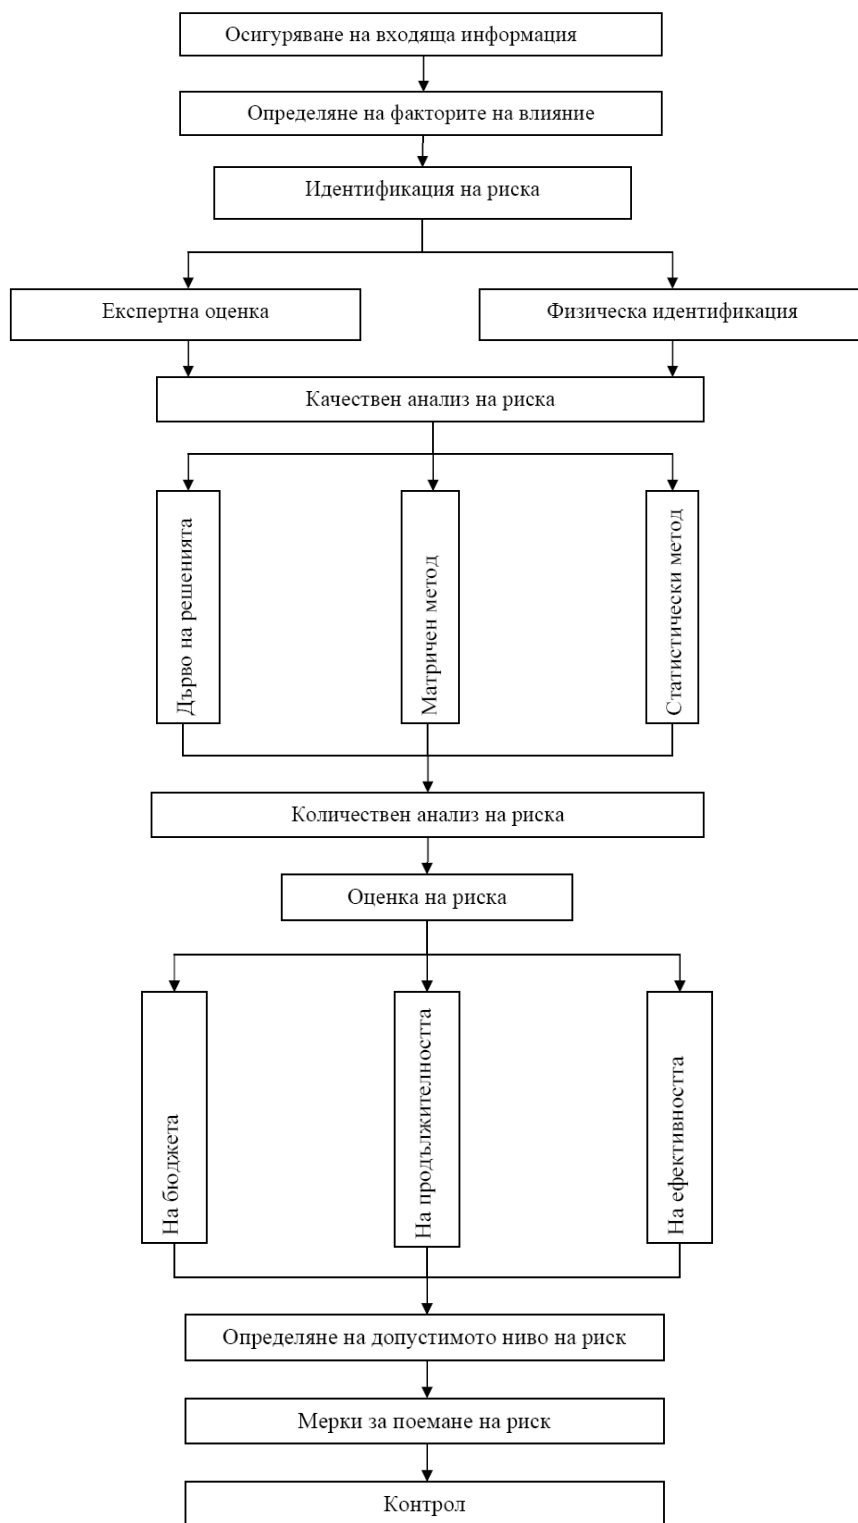 Осигуряване на входяща информация
Определяне на факторите на влияние
Идентификация на риска
Експертна оценка
Физическа идентификация
Качествен анализ на риска
Дърво на решенията
Матричен метод
Статистически метод
Количествен анализ на риска
Оценка на риска
На бюджета
На продължителността
На ефективността
Определяне на допустимото ниво на риск
Мерки за поемане на риск
Контрол